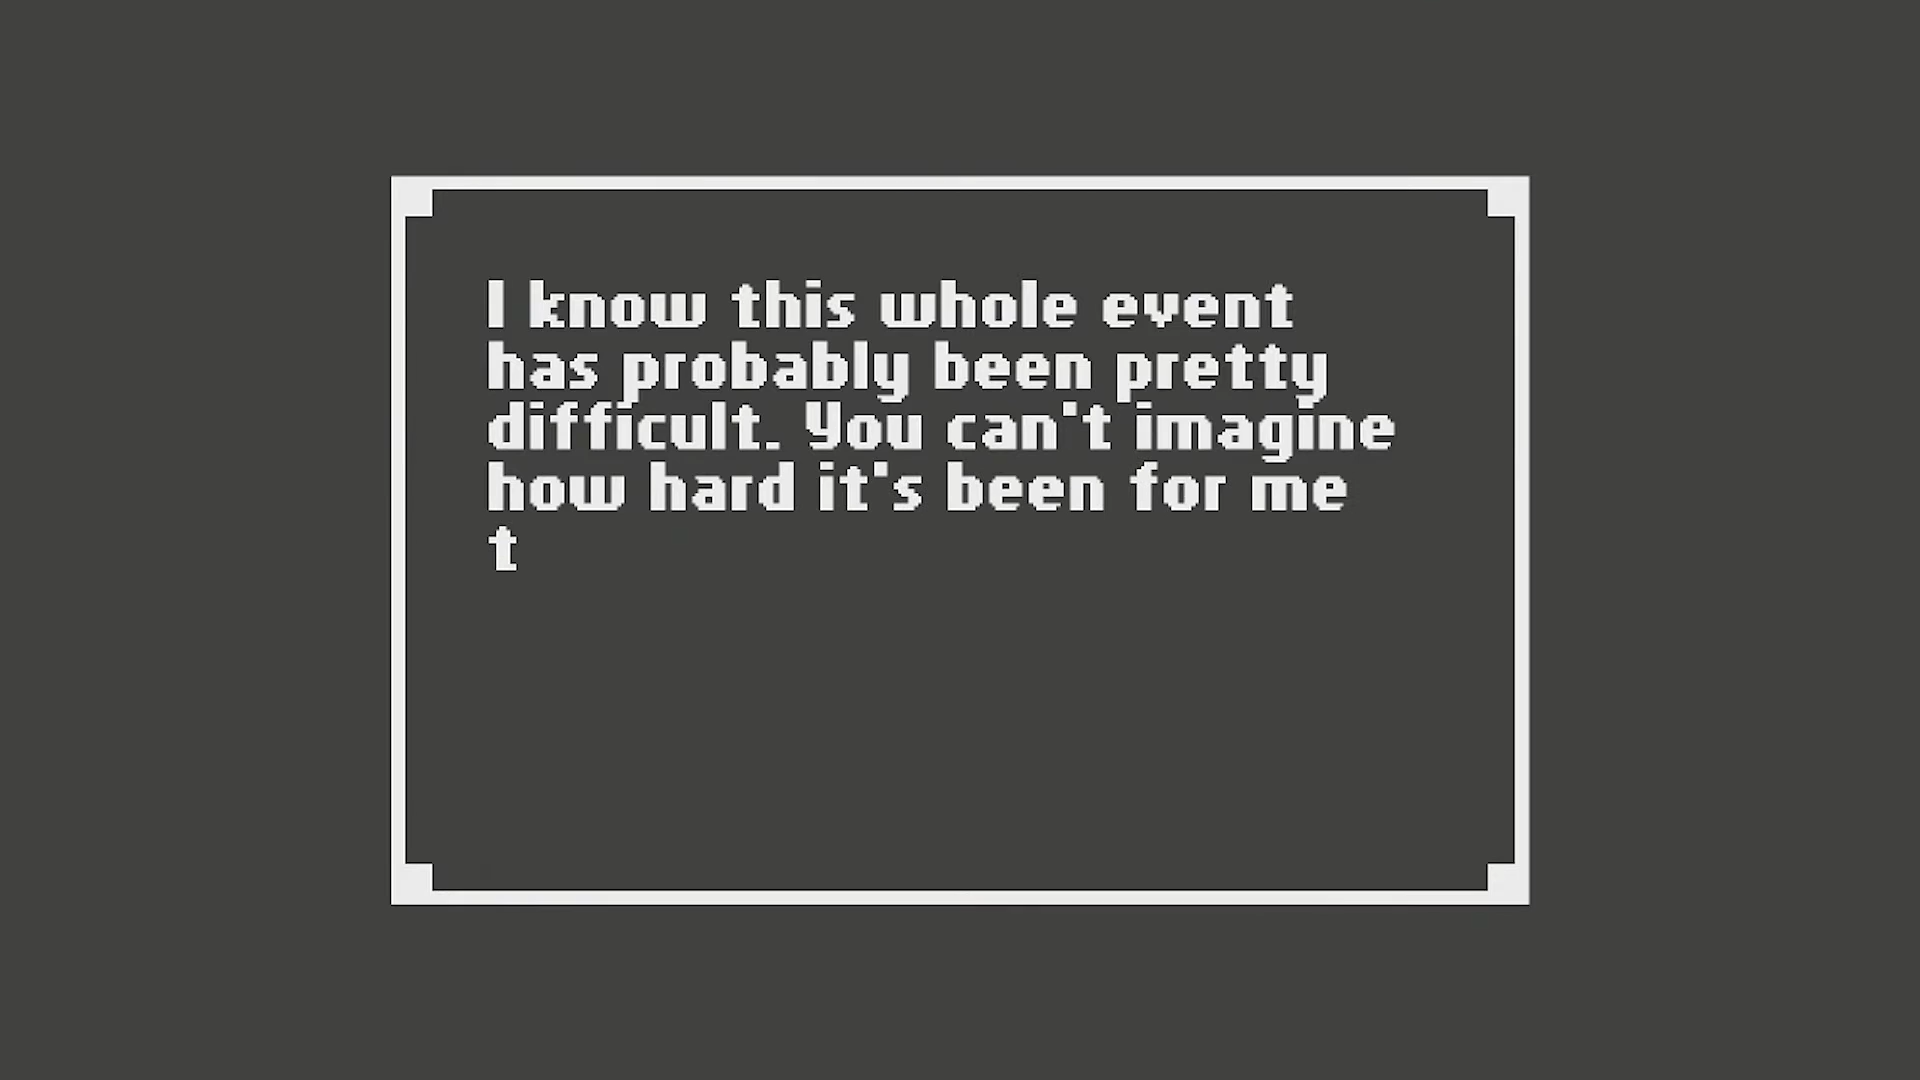 I know this whole event
has probably been pretty
difficult. You can't imagine
how hard it's been for me
t